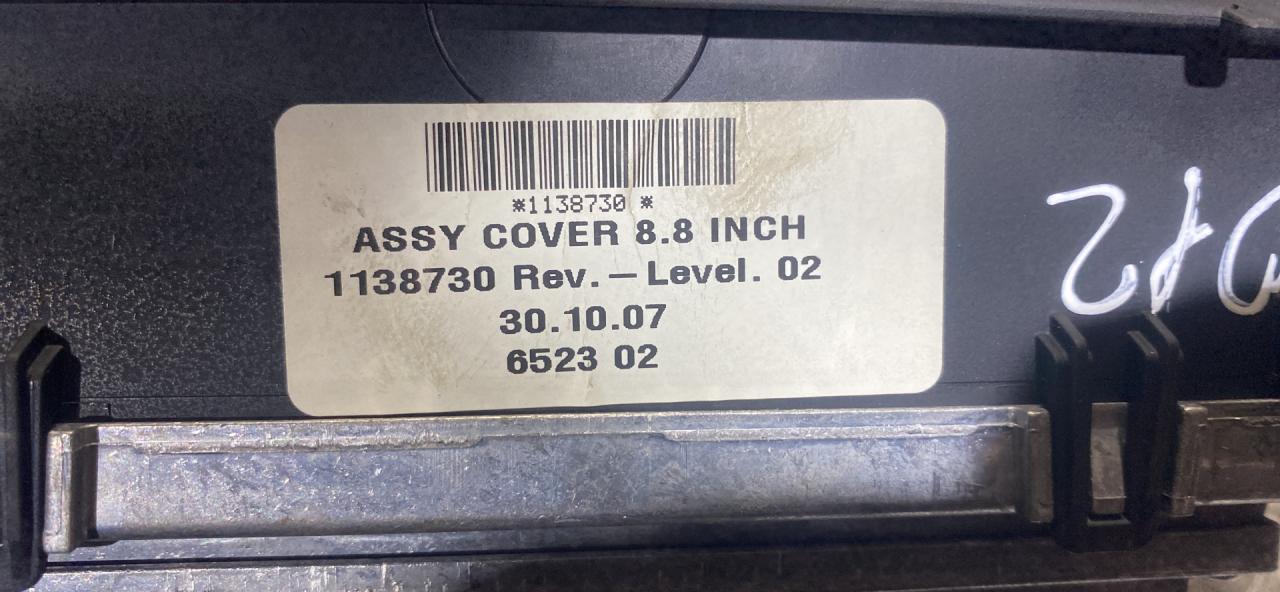 *1138730 *
ASSY COVER 8.8 INCH
1138730 Rev. — Level. 02
30.10.07
6523 02